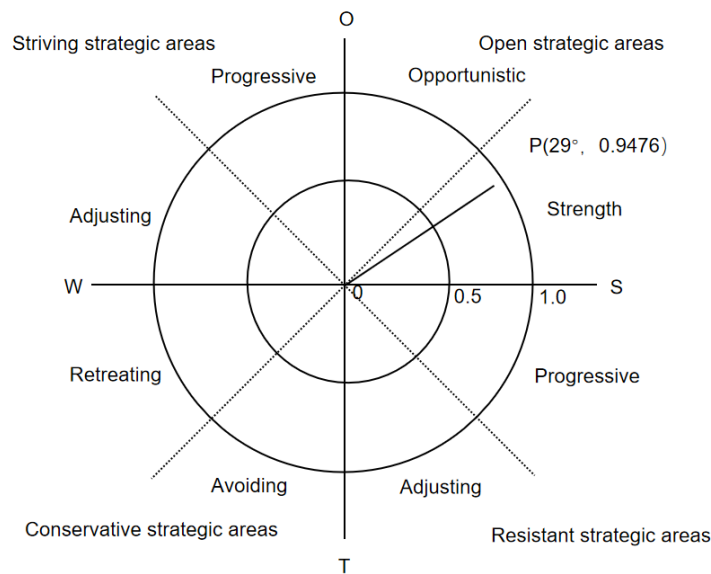 O
Striving strategic areas
Open strategic areas
Progressive
Opportunistic
P(29°, 0.9476)
Adjusting
Strength
W
0
0.5
1.0
S
Retreating
Progressive
Avoiding
Adjusting
Conservative strategic areas
Resistant strategic areas
T